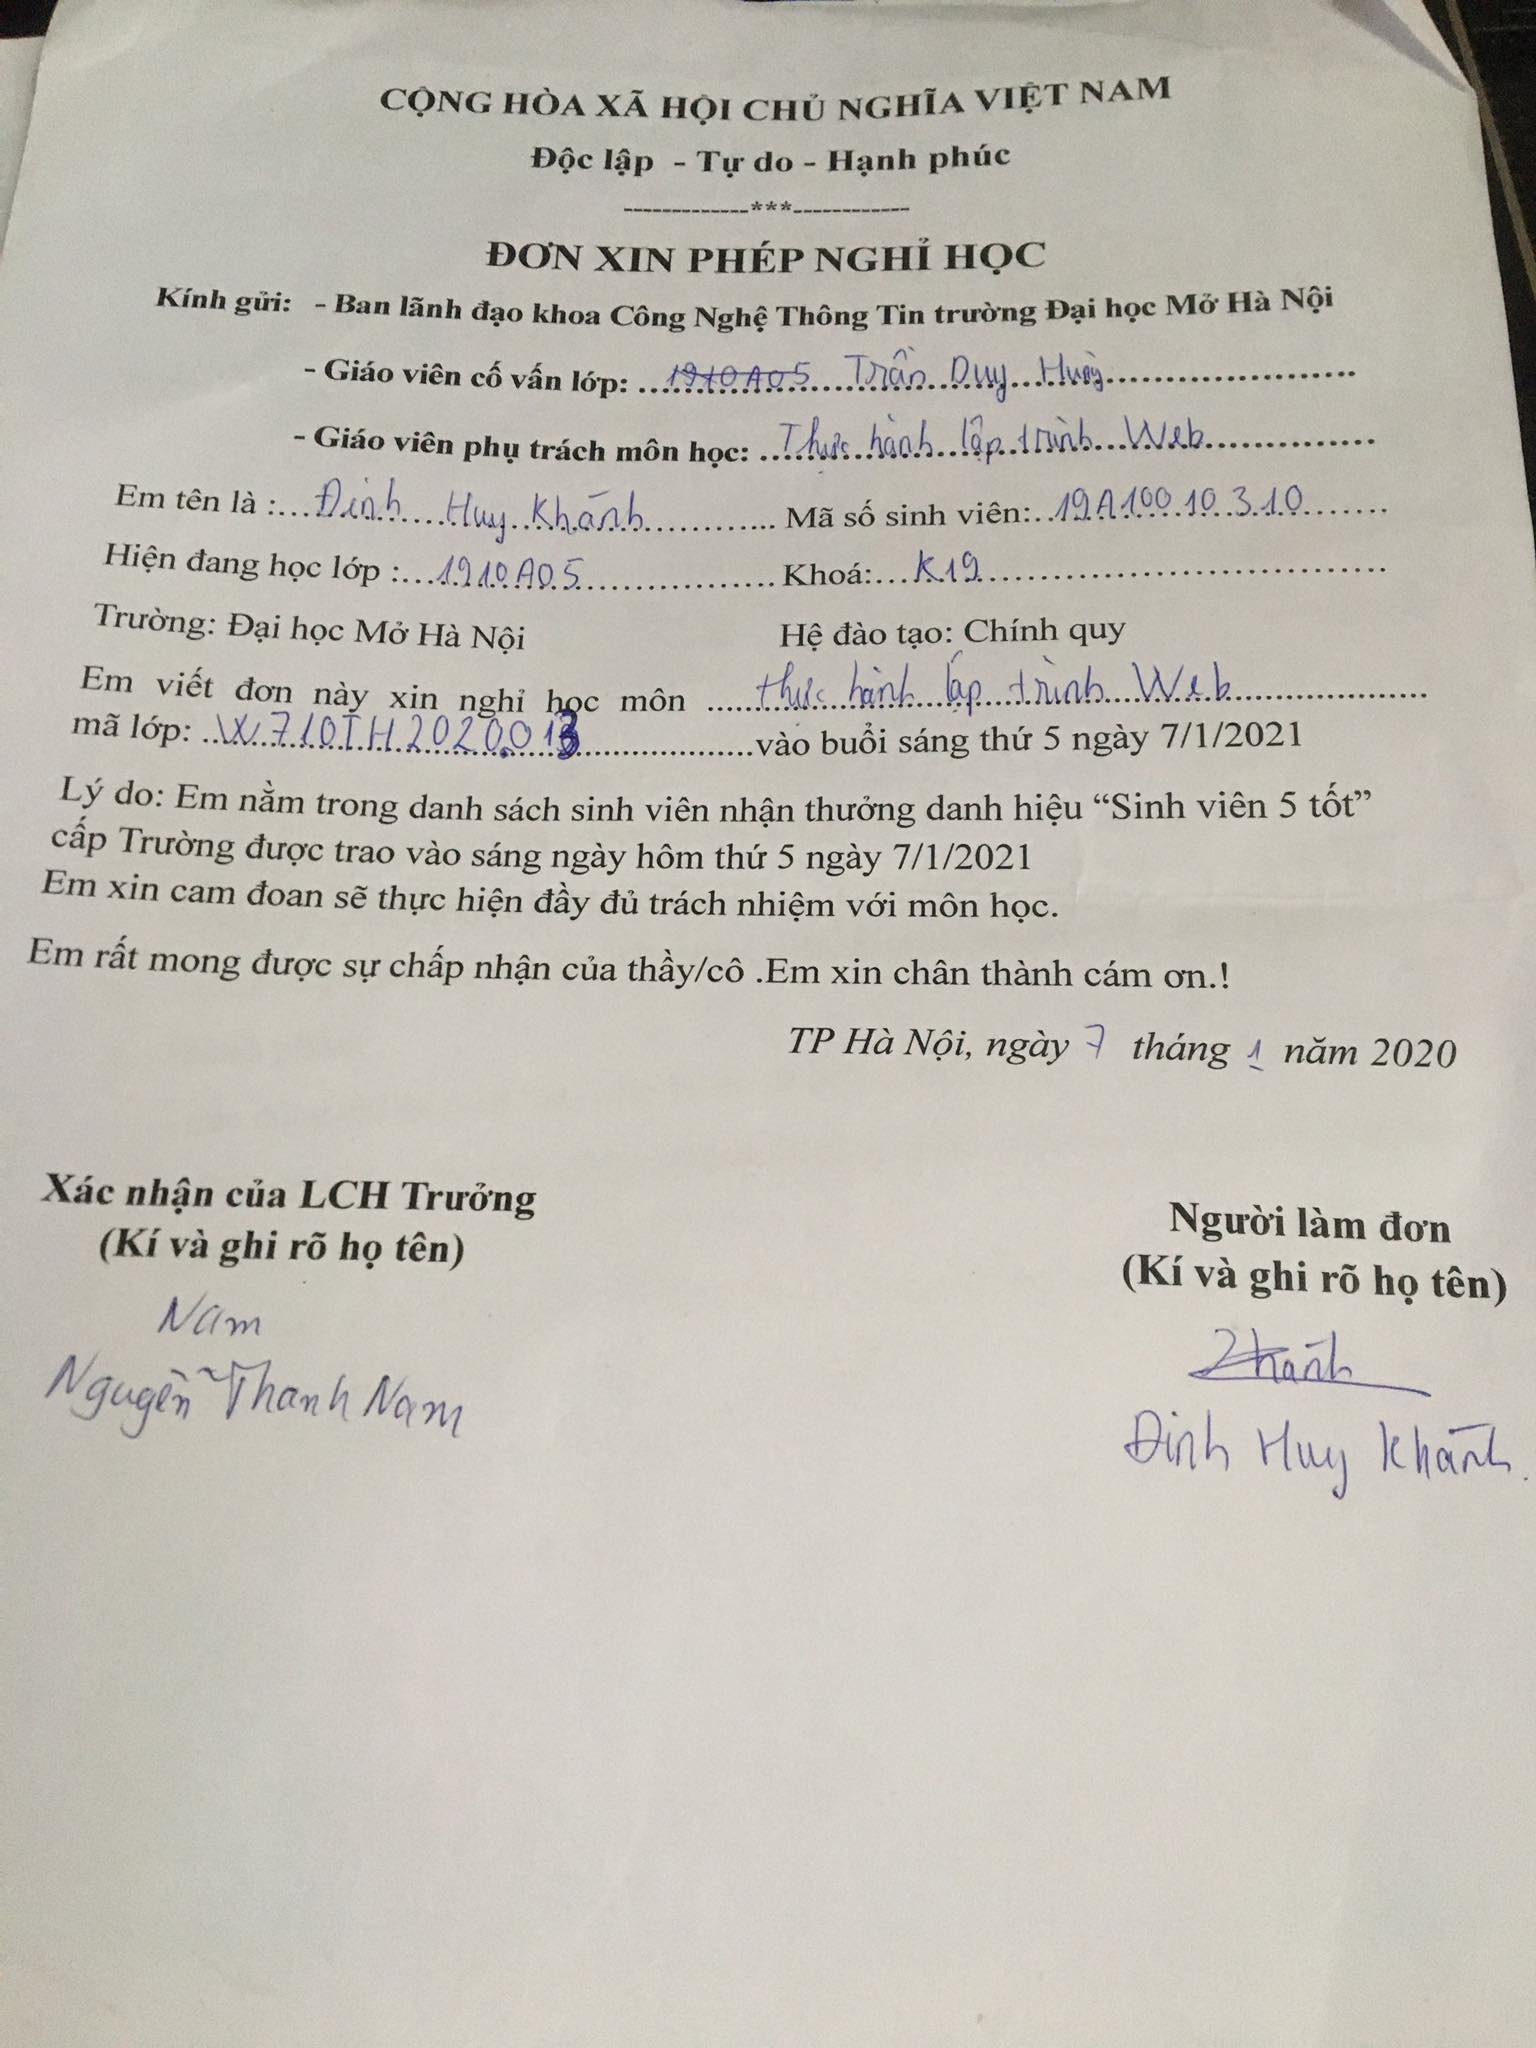 CỘNG HÒA XÃ HỘI CHỦ NGHĨA VIỆT NAM
Độc lập - Tự do - Hạnh phúc
-------------***------------
ĐƠN XIN PHÉP NGHỈ HỌC
Kính gửi: - Ban lãnh đạo khoa Công Nghệ Thông Tin trường Đại học Mở Hà Nội
- Giáo viên cố vấn lớp: 1910A05 Trần Duy Hùng
- Giáo viên phụ trách môn học: Thực hành lập trình Web
Em tên là : Đinh Huy Khánh Mã số sinh viên: 19A10010310
Hiện đang học lớp : 1910A05 Khoá: K19
Trường: Đại học Mở Hà Nội Hệ đào tạo: Chính quy
Em viết đơn này xin nghỉ học môn thực hành lập trình Web
mã lớp: W710TH2020.013 vào buổi sáng thứ 5 ngày 7/1/2021
Lý do: Em nằm trong danh sách sinh viên nhận thưởng danh hiệu “Sinh viên 5 tốt”
cấp Trường được trao vào sáng ngày hôm thứ 5 ngày 7/1/2021
Em xin cam đoan sẽ thực hiện đầy đủ trách nhiệm với môn học.
Em rất mong được sự chấp nhận của thầy/cô .Em xin chân thành cám ơn.!
TP Hà Nội, ngày 7 tháng 1 năm 2020
Xác nhận của LCH Trưởng
(Kí và ghi rõ họ tên)
Nam
Nguyễn Thanh Nam
Người làm đơn
(Kí và ghi rõ họ tên)
Khánh
Đinh Huy Khánh.